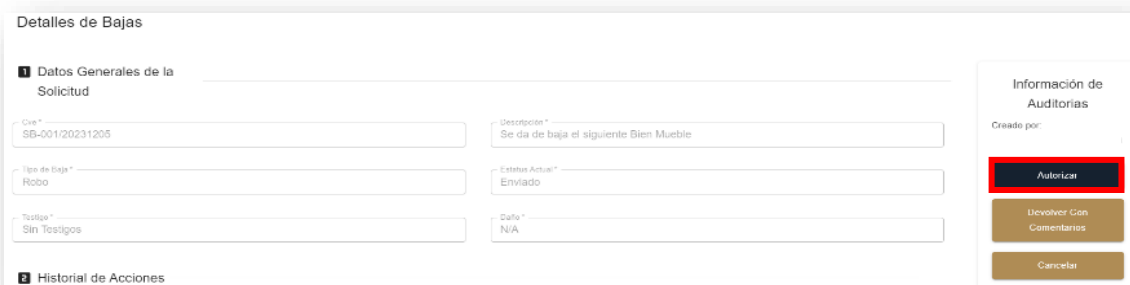 Detalles de Bajas
1 Datos Generales de la
Solicitud
Cve *
SB-001/20231205
Descripción *
Se da de baja el siguiente Bien Mueble
Tipo de Baja *
Robo
Estatus Actual *
Enviado
Testigo *
Sin Testigos
Daño *
N/A
2 Historial de Acciones
Información de
Auditorias
Creado por:
Autorizar
Devolver Con
Comentarios
Cancelar